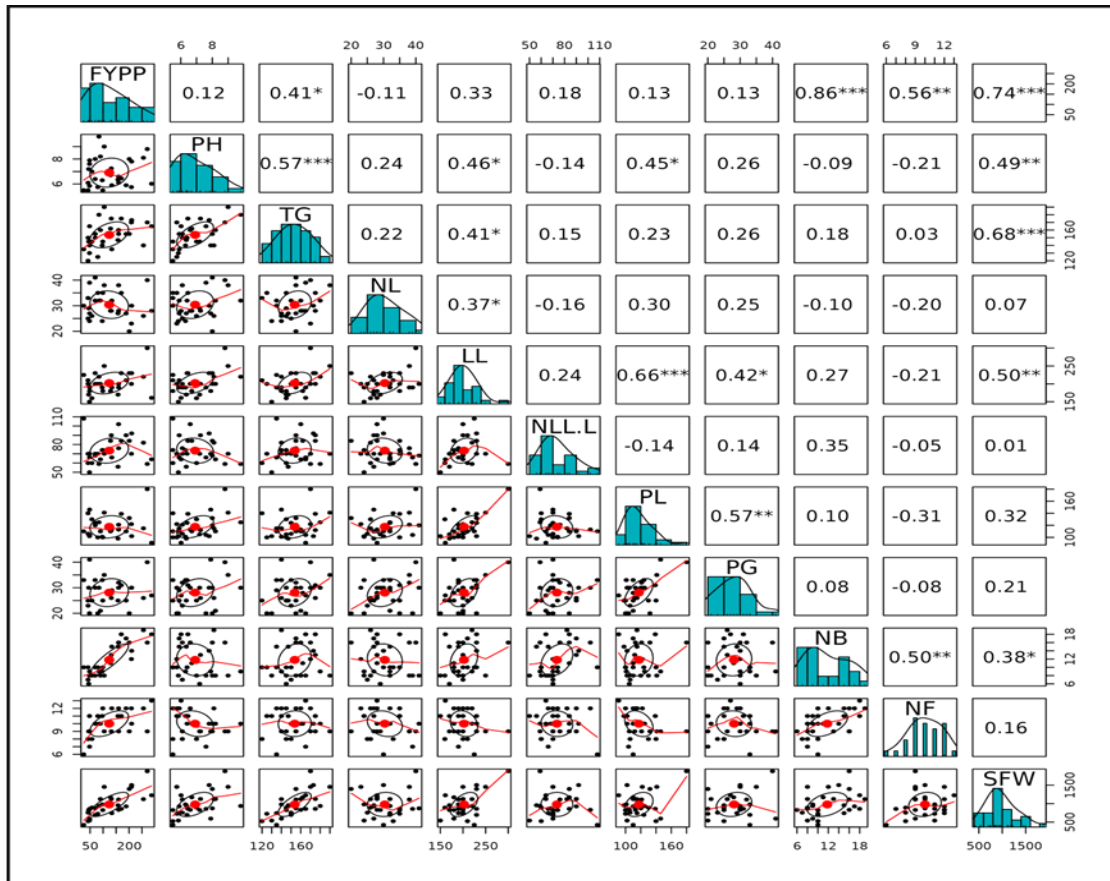 6 8 20 30 40 50 70 90 110 20 30 40 6 9 12
FYPP 0.12 0.41* -0.11 0.33 0.18 0.13 0.13 0.86*** 0.56** 0.74*** 50 200
6 8 PH 0.57*** 0.24 0.46* -0.14 0.45* 0.26 -0.09 -0.21 0.49**
TG 0.22 0.41* 0.15 0.23 0.26 0.18 0.03 0.68*** 120 160
20 30 40 NL 0.37* -0.16 0.30 0.25 -0.10 -0.20 0.07
LL 0.24 0.66*** 0.42* 0.27 -0.21 0.50** 150 250
50 70 90 110 NLL.L -0.14 0.14 0.35 -0.05 0.01
PL 0.57** 0.10 -0.31 0.32 100 160
20 30 40 PG 0.08 -0.08 0.21
NB 0.50** 0.38* 6 12 18
6 9 12 NF 0.16
SFW 500 1500
50 200 120 160 150 250 100 160 6 12 18 500 1500